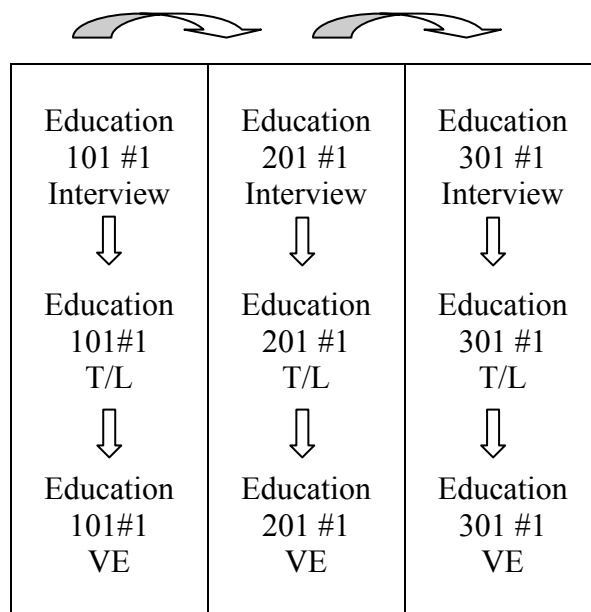 Education
101 #1
Interview
Education
101#1
T/L
Education
101#1
VE
Education
201 #1
Interview
Education
201 #1
T/L
Education
201 #1
VE
Education
301 #1
Interview
Education
301 #1
T/L
Education
301 #1
VE